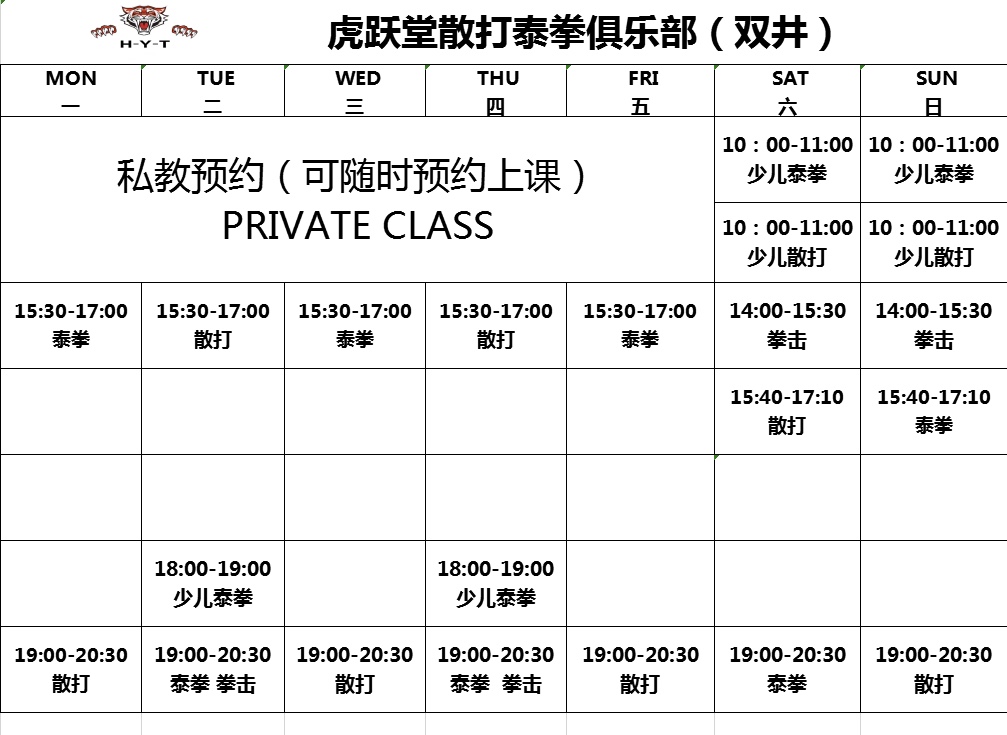 H-Y-T
虎跃堂散打泰拳俱乐部（双井）
MON TUE WED THU FRI SAT SUN
一 二 三 四 五 六 日
私教预约（可随时预约上课）
PRIVATE CLASS
10：00-11:00 10：00-11:00
少儿泰拳 少儿泰拳
10：00-11:00 10：00-11:00
少儿散打 少儿散打
15:30-17:00 15:30-17:00 15:30-17:00 15:30-17:00 15:30-17:00 14:00-15:30 14:00-15:30
泰拳 散打 泰拳 散打 泰拳 拳击 拳击
15:40-17:10 15:40-17:10
散打 泰拳
18:00-19:00 18:00-19:00
少儿泰拳 少儿泰拳
19:00-20:30 19:00-20:30 19:00-20:30 19:00-20:30 19:00-20:30 19:00-20:30 19:00-20:30
散打 泰拳 拳击 散打 泰拳 拳击 散打 泰拳 散打